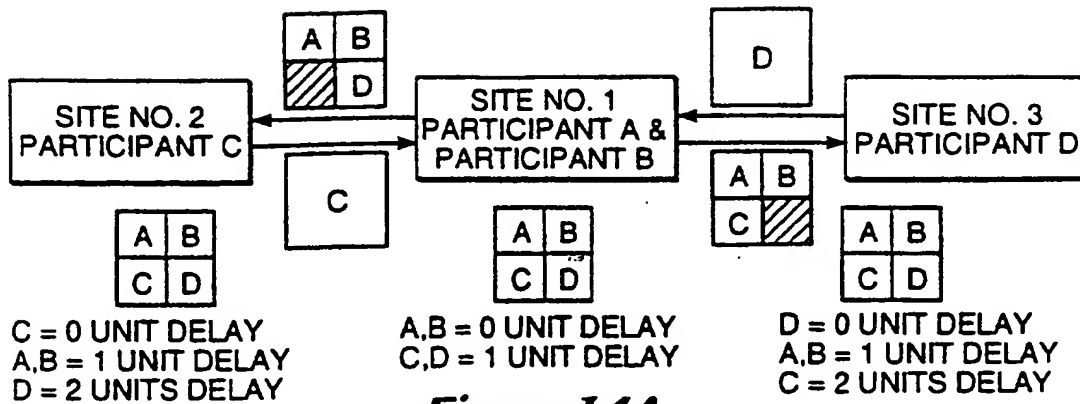 A B
D
D
SITE NO. 2
PARTICIPANT C
SITE NO. 1
PARTICIPANT A &
PARTICIPANT B
SITE NO. 3
PARTICIPANT D
C
A B
C
A B
C D
A B
C D
A B
C D
C = 0 UNIT DELAY
A,B = 1 UNIT DELAY
D = 2 UNITS DELAY
A,B = 0 UNIT DELAY
C,D = 1 UNIT DELAY
D = 0 UNIT DELAY
A,B = 1 UNIT DELAY
C = 2 UNITS DELAY